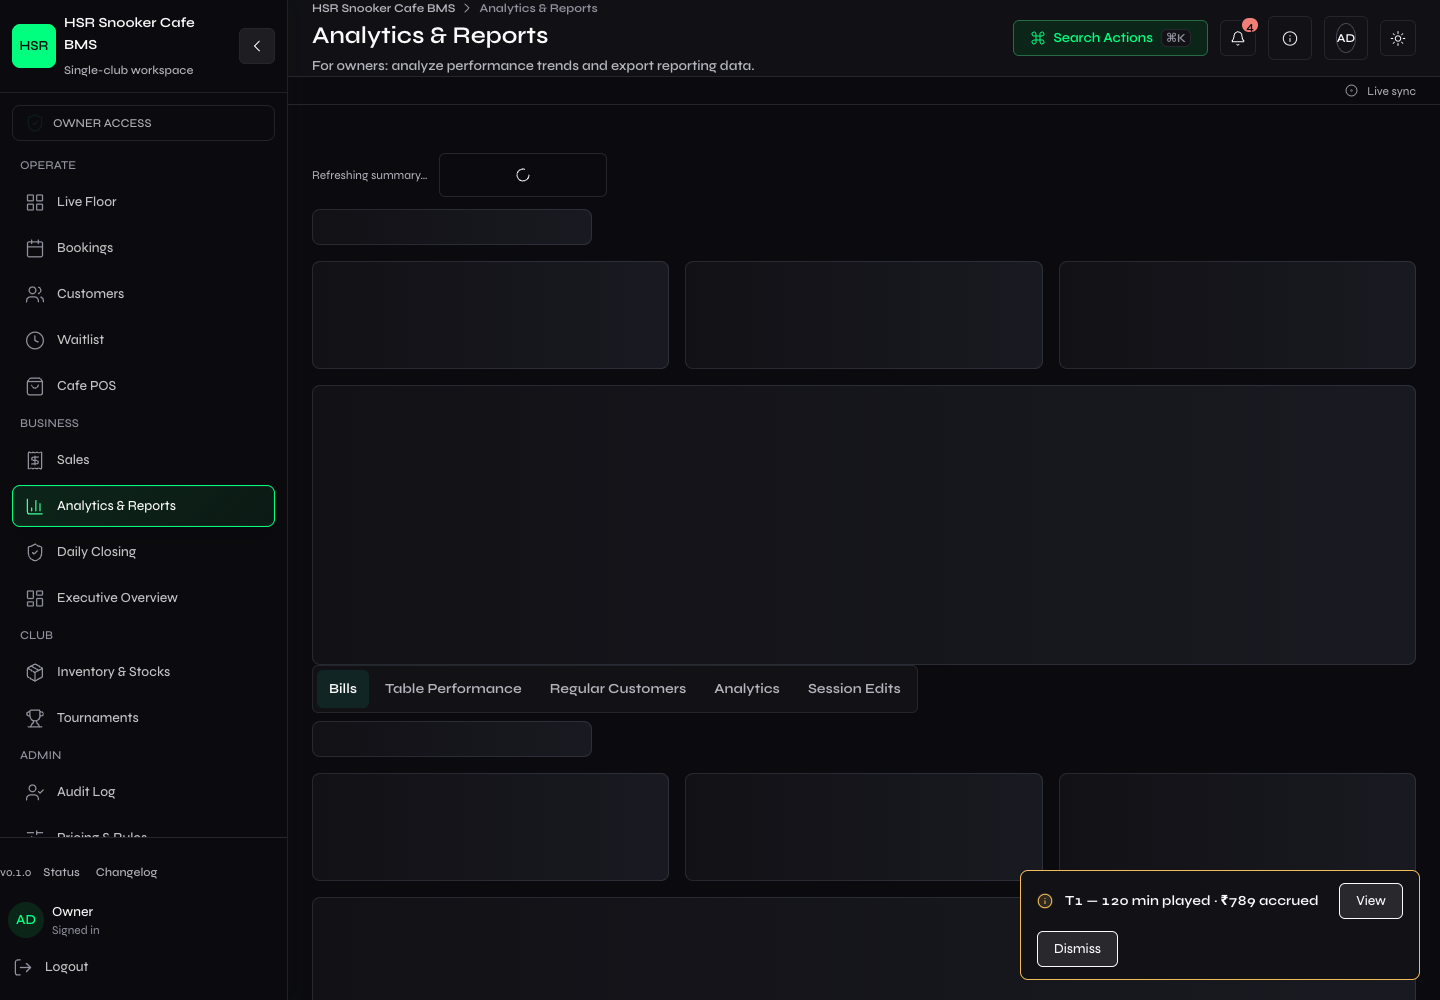 HSR
HSR Snooker Cafe
BMS
Single-club workspace
OWNER ACCESS
OPERATE
Live Floor
Bookings
Customers
Waitlist
Cafe POS
BUSINESS
Sales
Analytics & Reports
Daily Closing
Executive Overview
CLUB
Inventory & Stocks
Tournaments
ADMIN
Audit Log
Pricing & Rules
v0.1.0 Status Changelog
AD
Owner
Signed in
Logout
HSR Snooker Cafe BMS > Analytics & Reports
Analytics & Reports
For owners: analyze performance trends and export reporting data.
Search Actions ⌘K
4
AD
Live sync
Refreshing summary...
Bills Table Performance Regular Customers Analytics Session Edits
T1 — 120 min played · ₹789 accrued
View
Dismiss